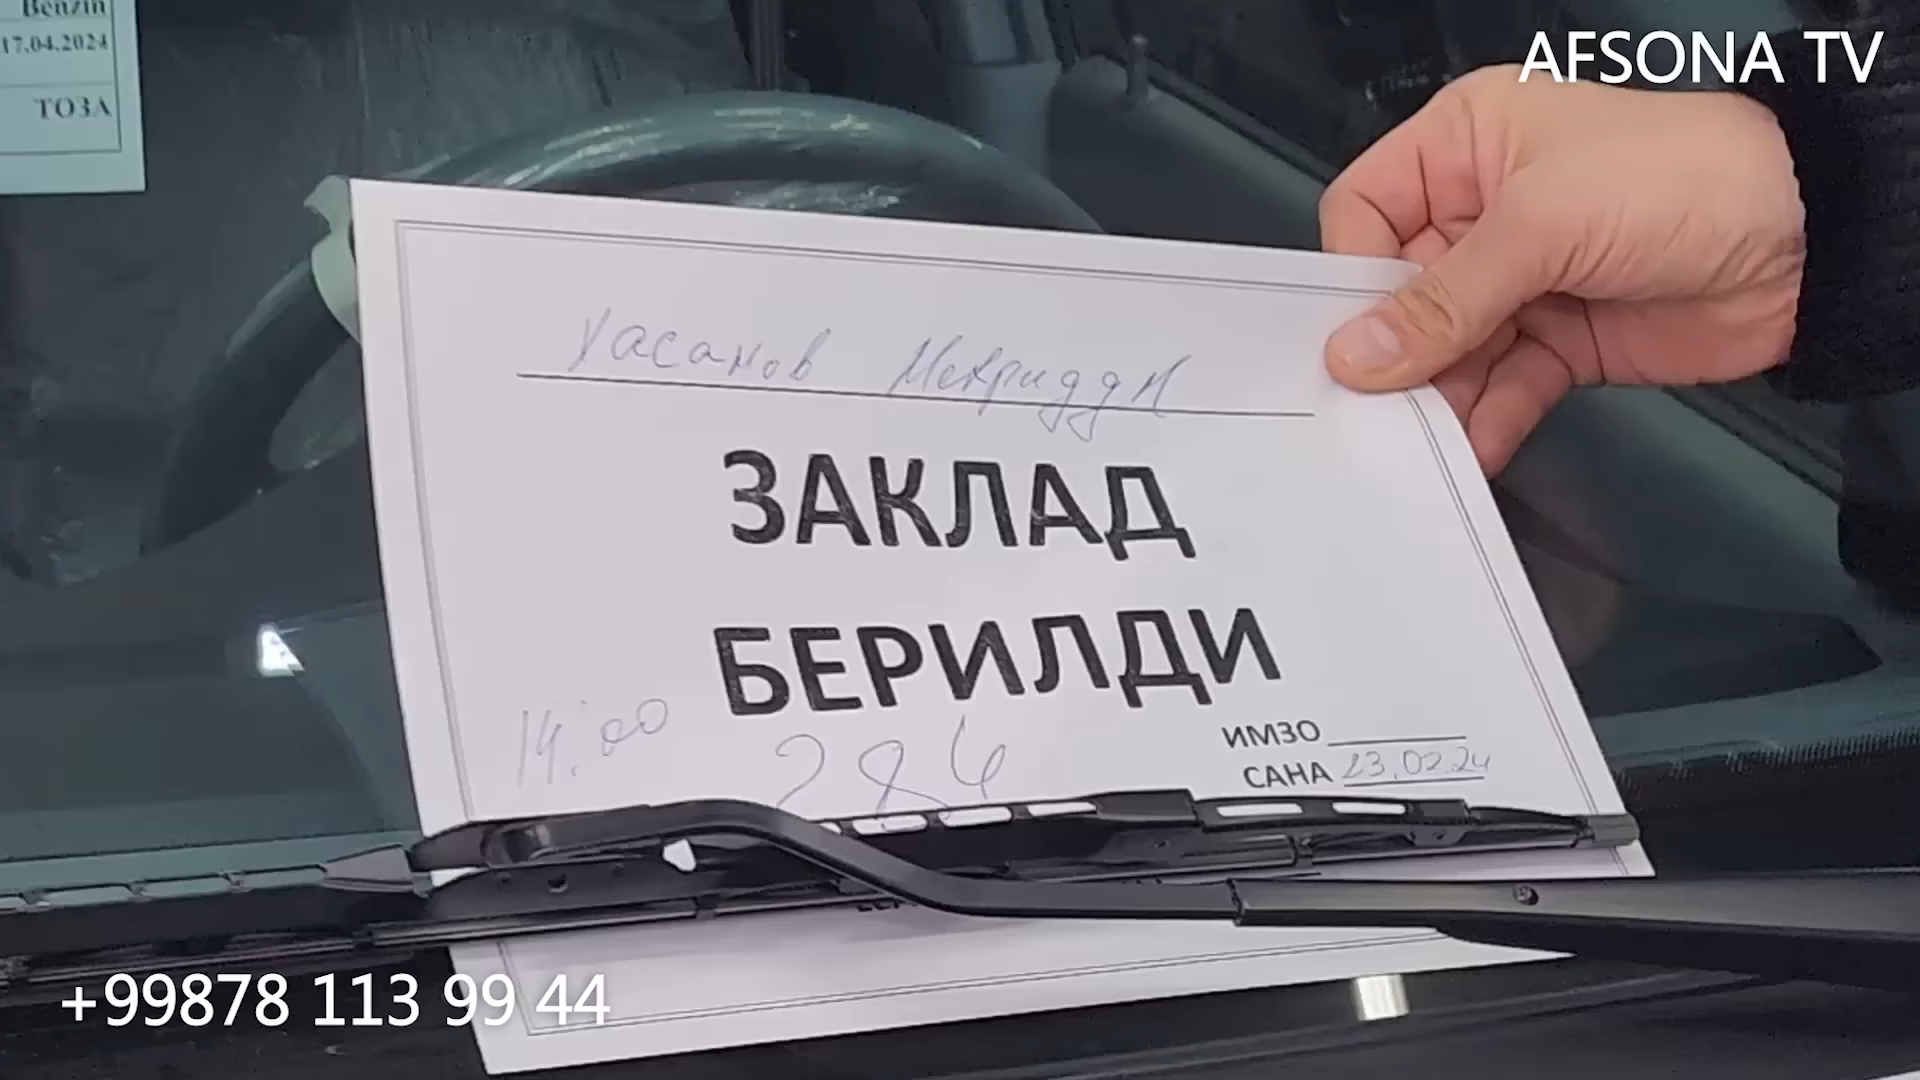 Benzin
17.04.2024
ТОЗА
AFSONA TV
Хасанов Мехриддн
ЗАКЛАД
БЕРИЛДИ
14:00
284
ИМЗО
САНА 23.02.24
+99878 113 99 44